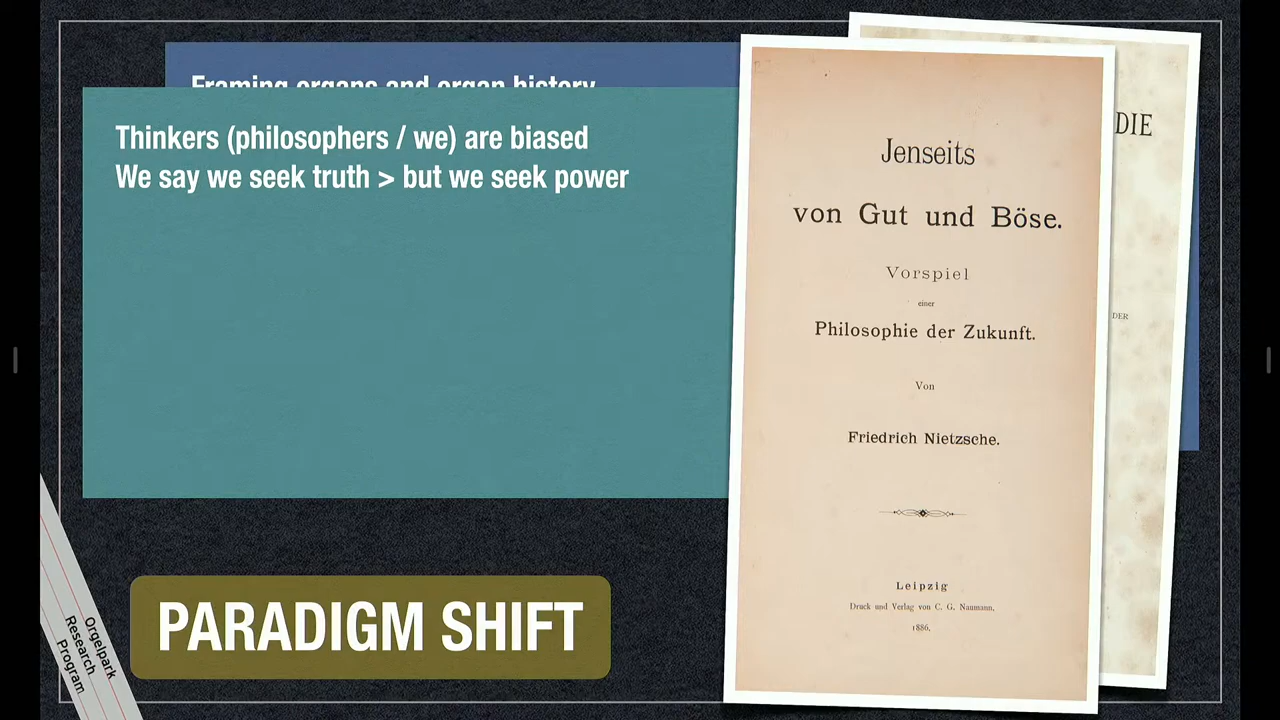 Framing organs and organ history
Thinkers (philosophers / we) are biased
We say we seek truth > but we seek power
PARADIGM SHIFT
Orgelpark
Research
Program
Jenseits
von Gut und Böse.
Vorspiel
einer
Philosophie der Zukunft.
Von
Friedrich Nietzsche.
Leipzig
Druck und Verlag von C. G. Naumann.
1886.
DIE
DER